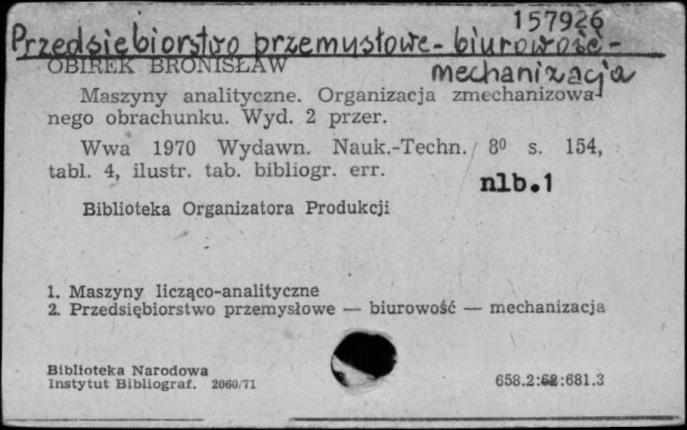 157926
Przedsiębiorstwo przemysłowe - biurowość -
mechanizacja
OBIREK BRONISŁAW
Maszyny analityczne. Organizacja zmechanizowa-
nego obrachunku. Wyd. 2 przer.
Wwa 1970 Wydawn. Nauk.-Techn. 8⁰ s. 154,
tabl. 4, ilustr. tab. bibliogr. err.
nlb.1
Biblioteka Organizatora Produkcji
1. Maszyny licząco-analityczne
2. Przedsiębiorstwo przemysłowe — biurowość — mechanizacja
Biblioteka Narodowa
Instytut Bibliograf. 2060/71
658.2:62:681.3